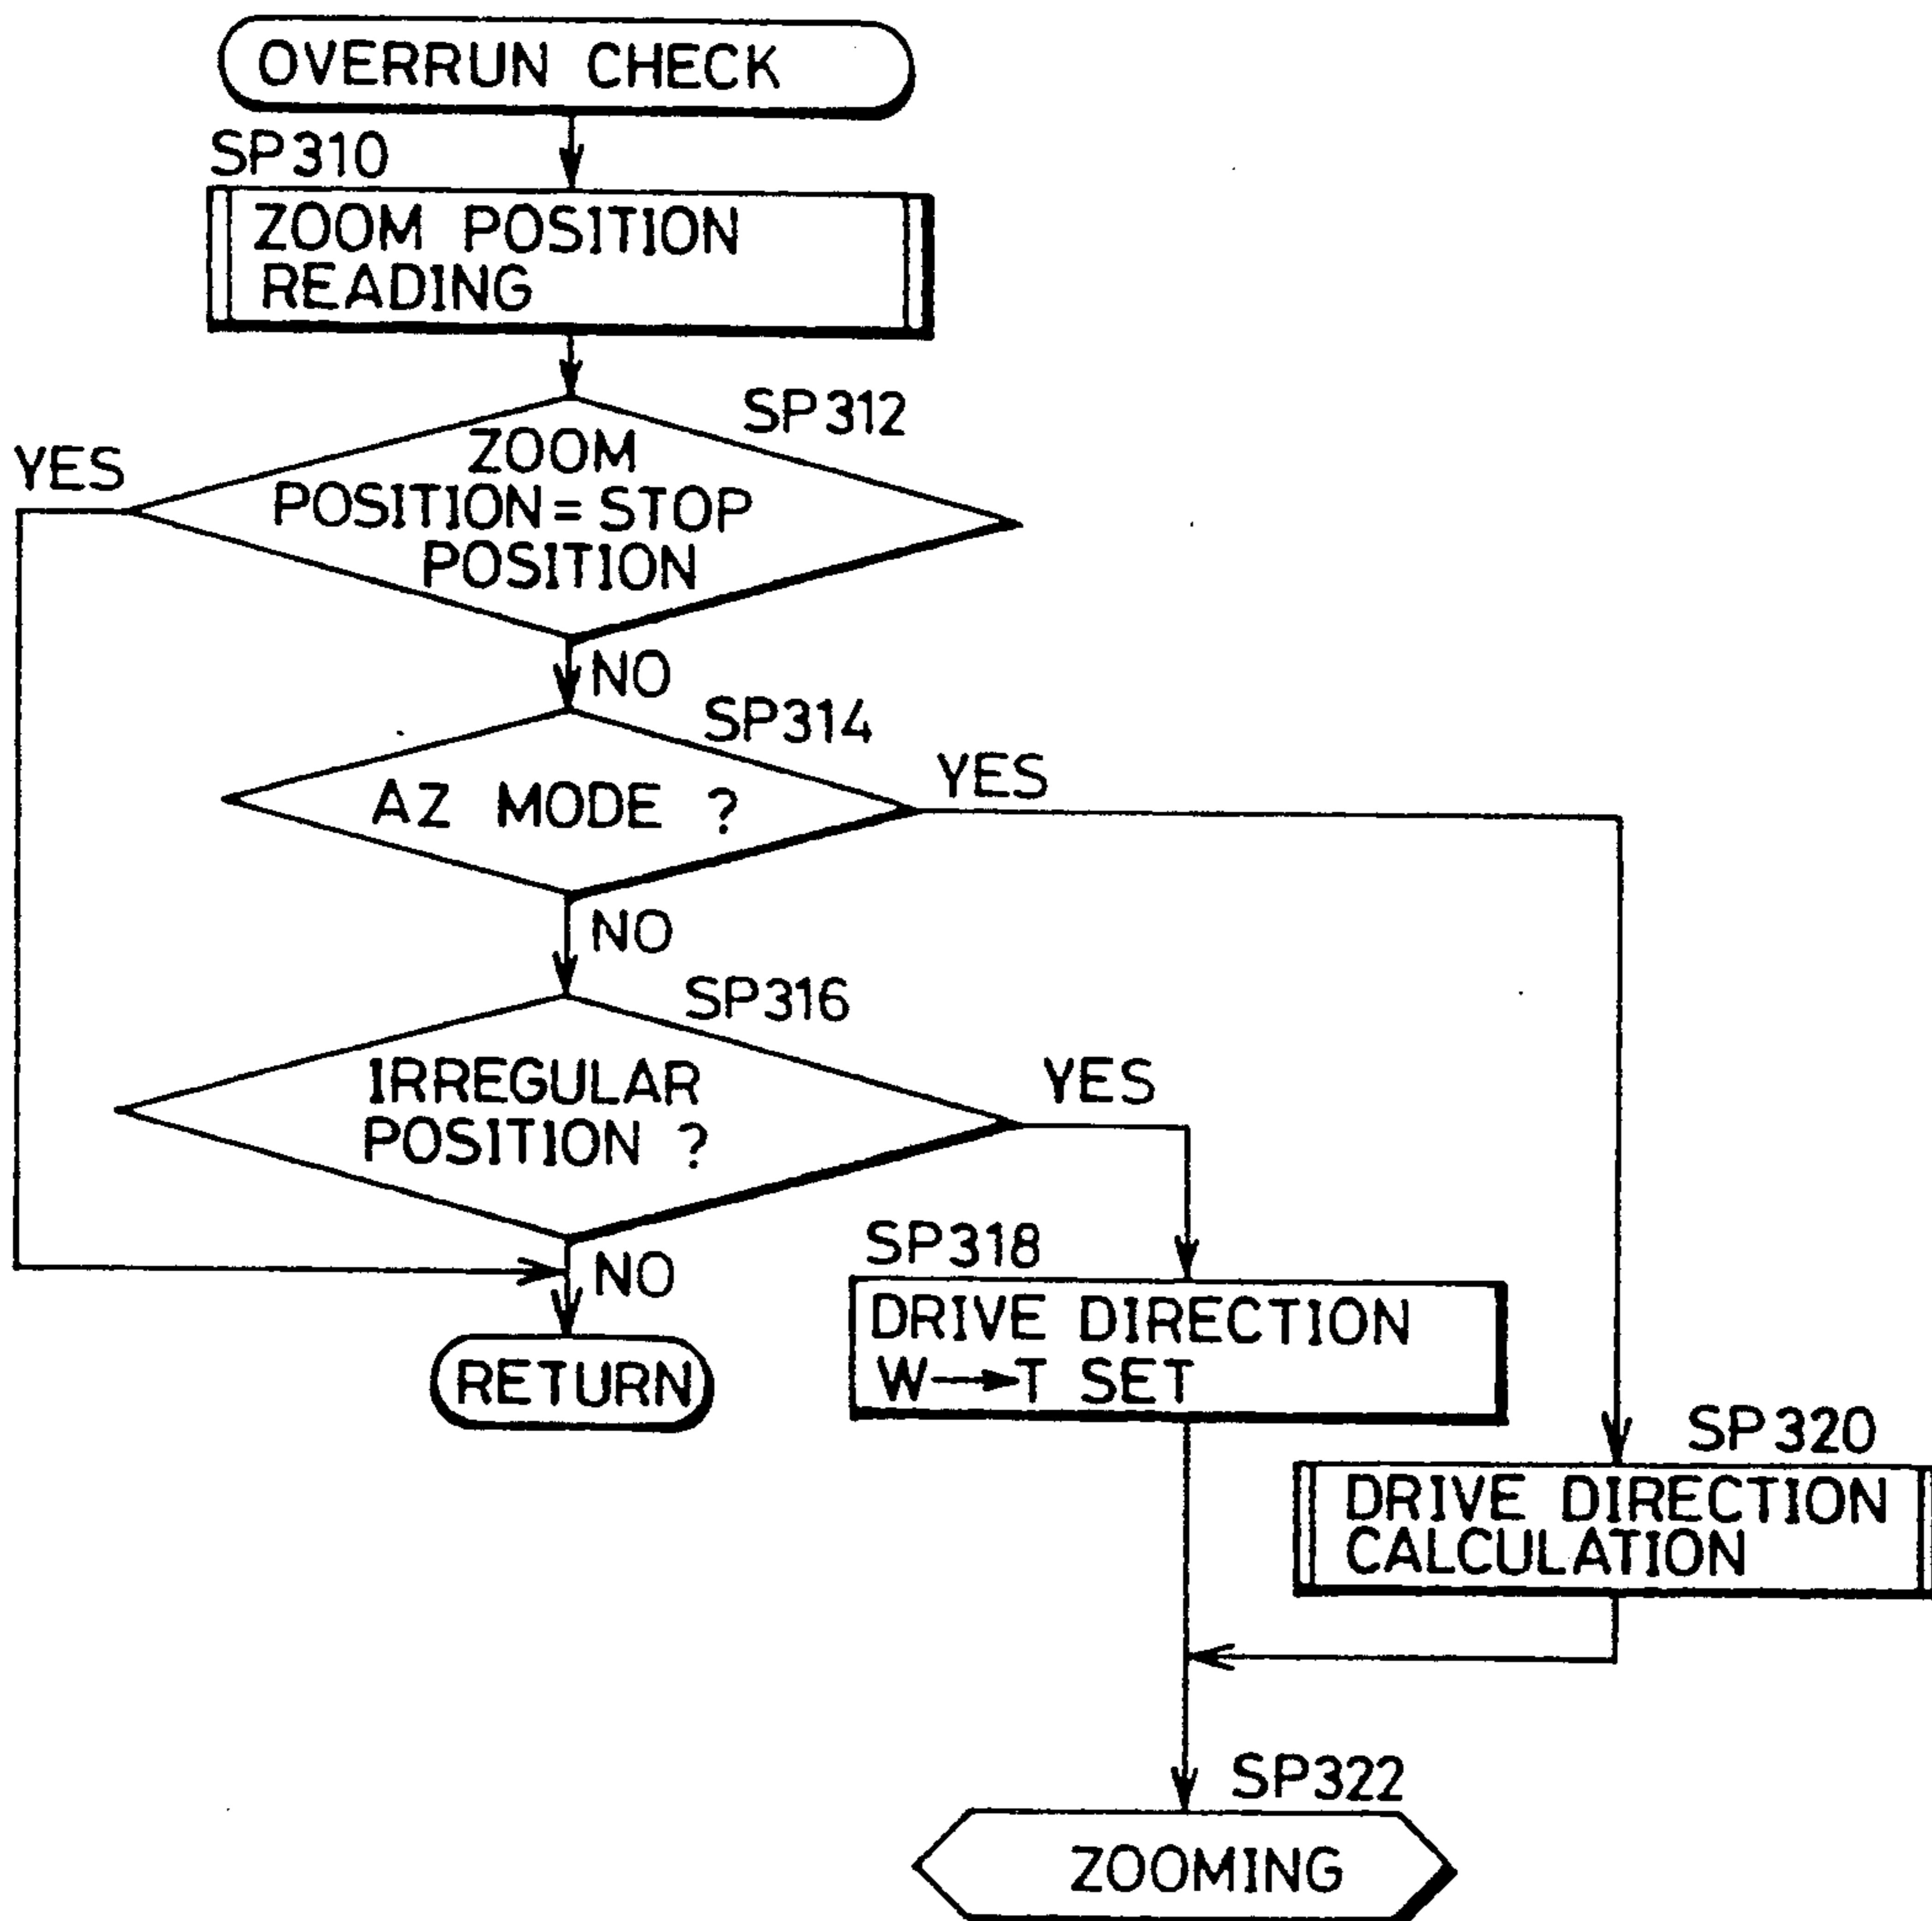 OVERRUN CHECK
SP310
ZOOM POSITION
READING
SP312
ZOOM
POSITION = STOP
POSITION
YES
NO
SP314
AZ MODE ?
YES
NO
SP316
IRREGULAR
POSITION ?
YES
NO
RETURN
SP318
DRIVE DIRECTION
W→T SET
SP320
DRIVE DIRECTION
CALCULATION
SP322
ZOOMING